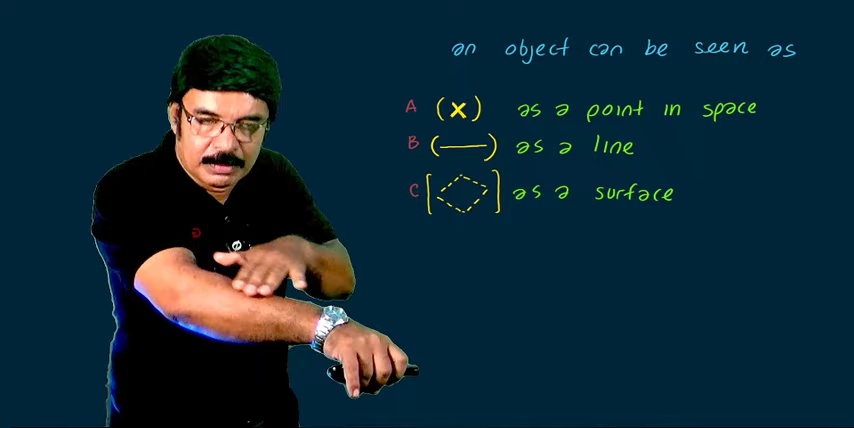 an object can be seen as
A (x) as a point in space
B (—) as a line
C [ ] as a surface